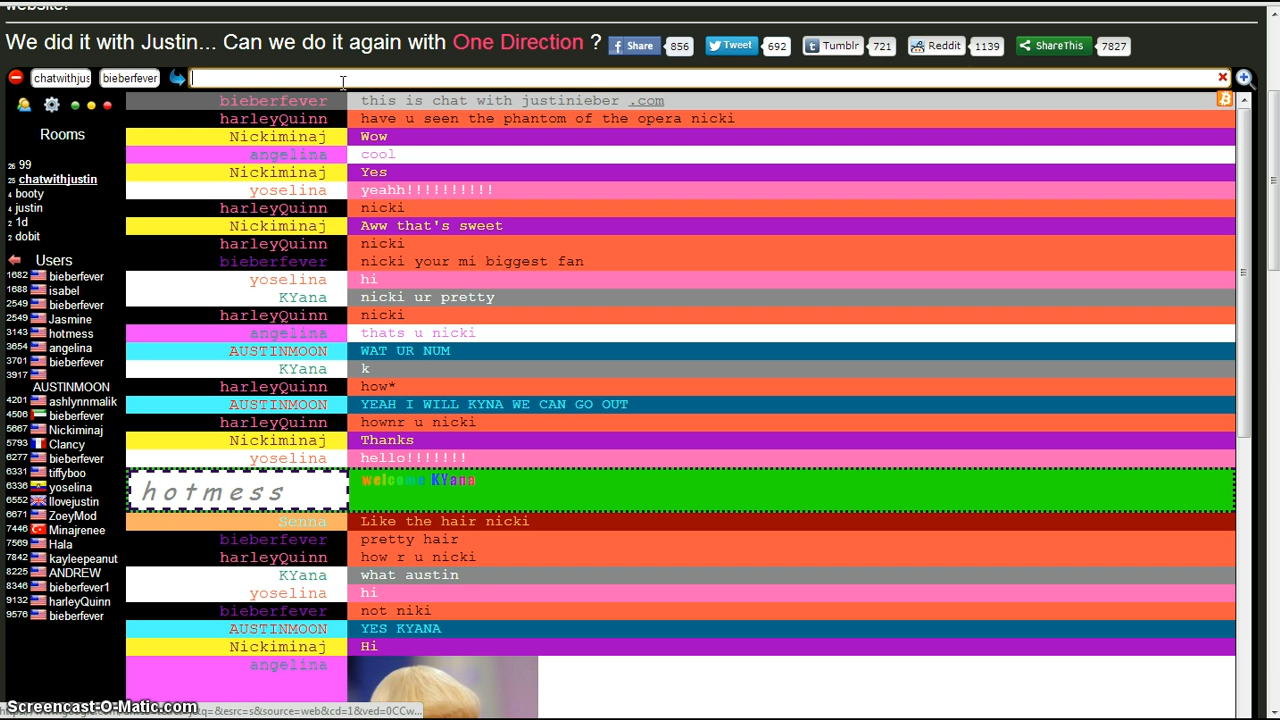 website!
We did it with Justin... Can we do it again with One Direction ?
Share 856 Tweet 692 Tumblr 721 Reddit 1139 ShareThis 7827
chatwithjus bieberfever
Rooms
26 99
25 chatwithjustin
4 booty
4 justin
2 1d
2 dobit
Users
1682 bieberfever
1688 isabel
2549 bieberfever
2549 Jasmine
3143 hotmess
3654 angelina
3701 bieberfever
3917
AUSTINMOON
4201 ashlynnmalik
4506 bieberfever
5667 Nickiminaj
5793 Clancy
6277 bieberfever
6331 tiffyboo
6336 yoselina
6552 Ilovejustin
6671 ZoeyMod
7446 Minajrenee
7569 Hala
7842 kayleepeanut
8225 ANDREW
8346 bieberfever1
9132 harleyQuinn
9576 bieberfever
bieberfever this is chat with justinieber .com
harleyQuinn have u seen the phantom of the opera nicki
Nickiminaj Wow
angelina cool
Nickiminaj Yes
yoselina yeahh!!!!!!!!!!
harleyQuinn nicki
Nickiminaj Aww that's sweet
harleyQuinn nicki
bieberfever nicki your mi biggest fan
yoselina hi
KYana nicki ur pretty
harleyQuinn nicki
angelina thats u nicki
AUSTINMOON WAT UR NUM
KYana k
harleyQuinn how*
AUSTINMOON YEAH I WILL KYNA WE CAN GO OUT
harleyQuinn hownr u nicki
Nickiminaj Thanks
yoselina hello!!!!!!!
hotmess welcome KYana
Senna Like the hair nicki
bieberfever pretty hair
harleyQuinn how r u nicki
KYana what austin
yoselina hi
bieberfever not niki
AUSTINMOON YES KYANA
Nickiminaj Hi
angelina
Screencast-O-Matic.com